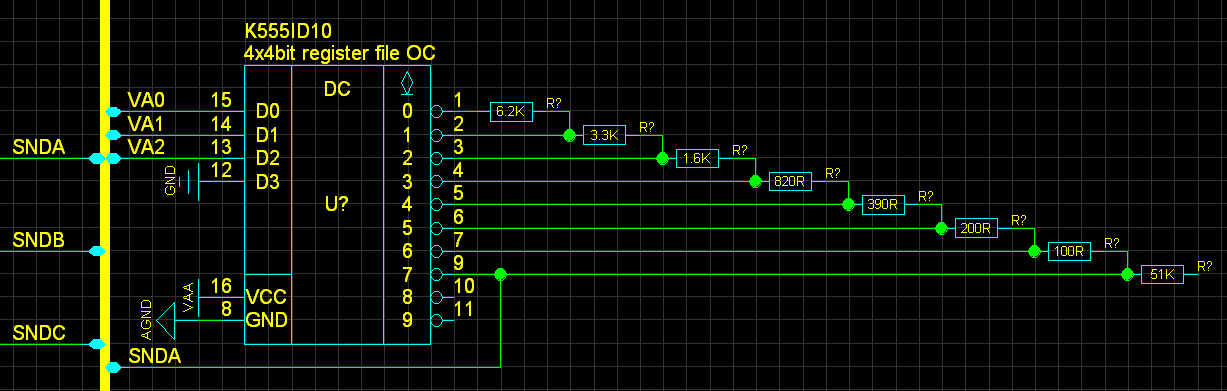 K555ID10
4x4bit register file OC
DC
VA0 15 D0 0 1 6.2K R?
VA1 14 D1 1 2 3.3K R?
SNDA VA2 13 D2 2 3 1.6K R?
GND 12 D3 3 4 820R R?
U? 4 5 390R R?
5 6 200R R?
SNDB 6 7 100R R?
7 9 51K R?
VAA 16 VCC 8 10
AGND 8 GND 9 11
SNDC
SNDA